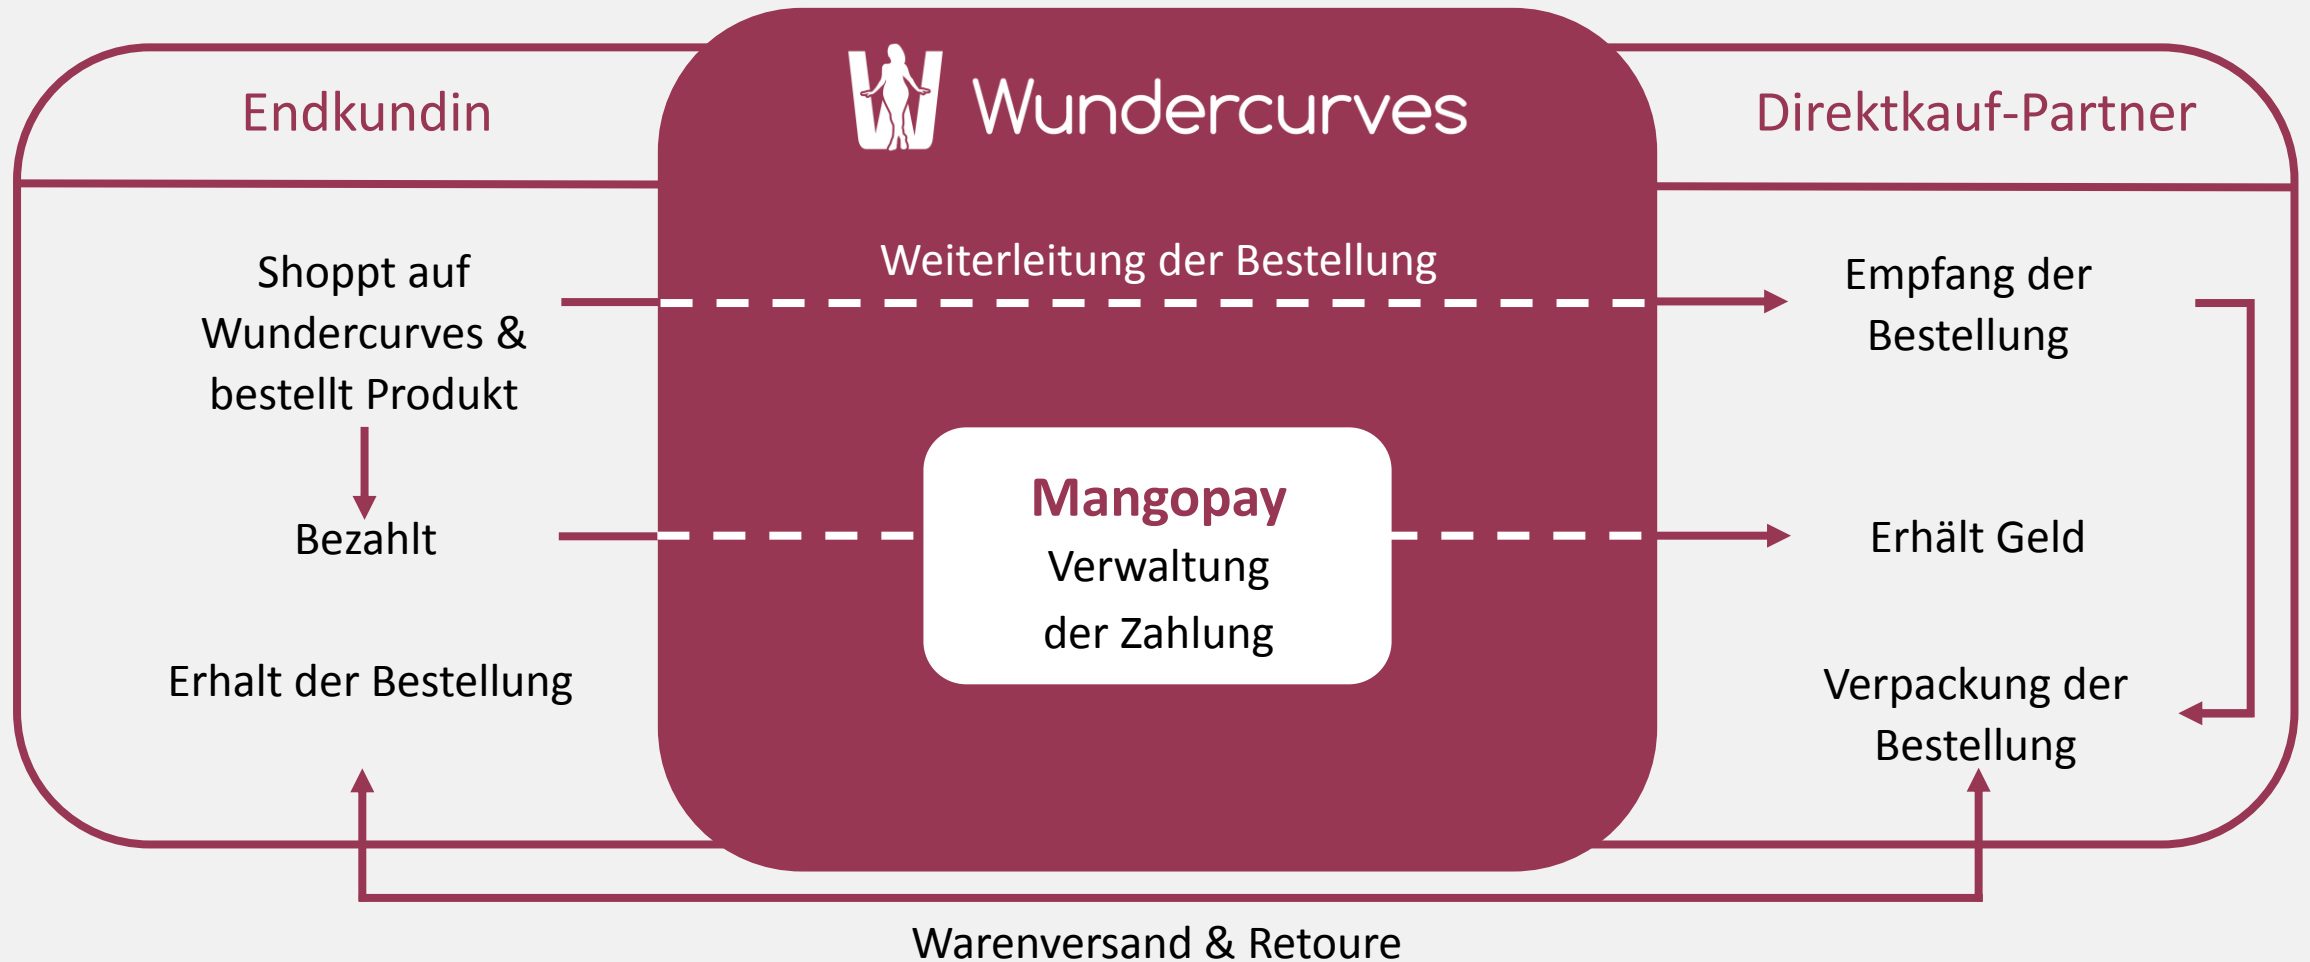 Endkundin
Wundercurves
Direktkauf-Partner
Shoppt auf
Wundercurves &
bestellt Produkt
Weiterleitung der Bestellung
Empfang der
Bestellung
Bezahlt
Mangopay
Verwaltung
der Zahlung
Erhält Geld
Erhalt der Bestellung
Verpackung der
Bestellung
Warenversand & Retoure